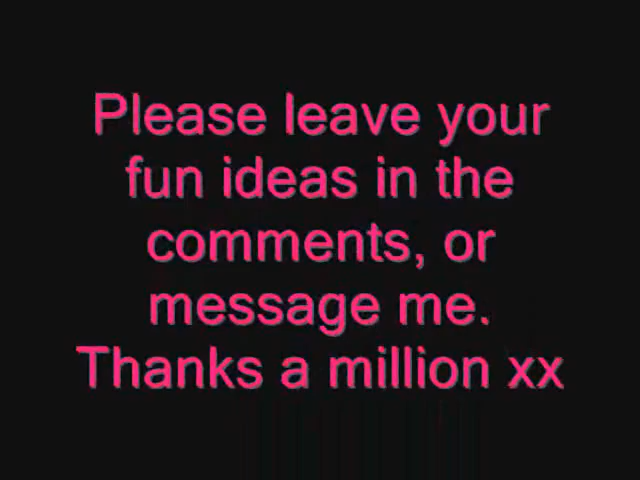 Please leave your
fun ideas in the
comments, or
message me.
Thanks a million xx